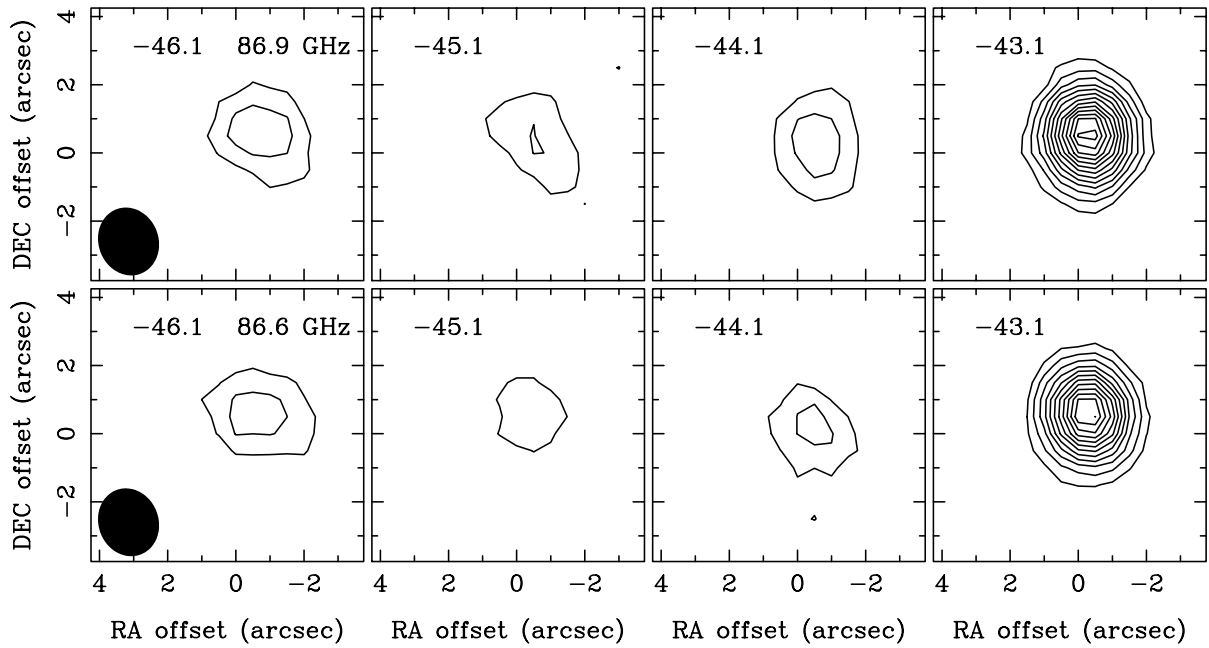 −46.1 86.9 GHz −45.1 −44.1 −43.1
DEC offset (arcsec)
4
2
0
−2
−46.1 86.6 GHz −45.1 −44.1 −43.1
DEC offset (arcsec)
4
2
0
−2
4 2 0 −2 4 2 0 −2 4 2 0 −2 4 2 0 −2
RA offset (arcsec) RA offset (arcsec) RA offset (arcsec) RA offset (arcsec)